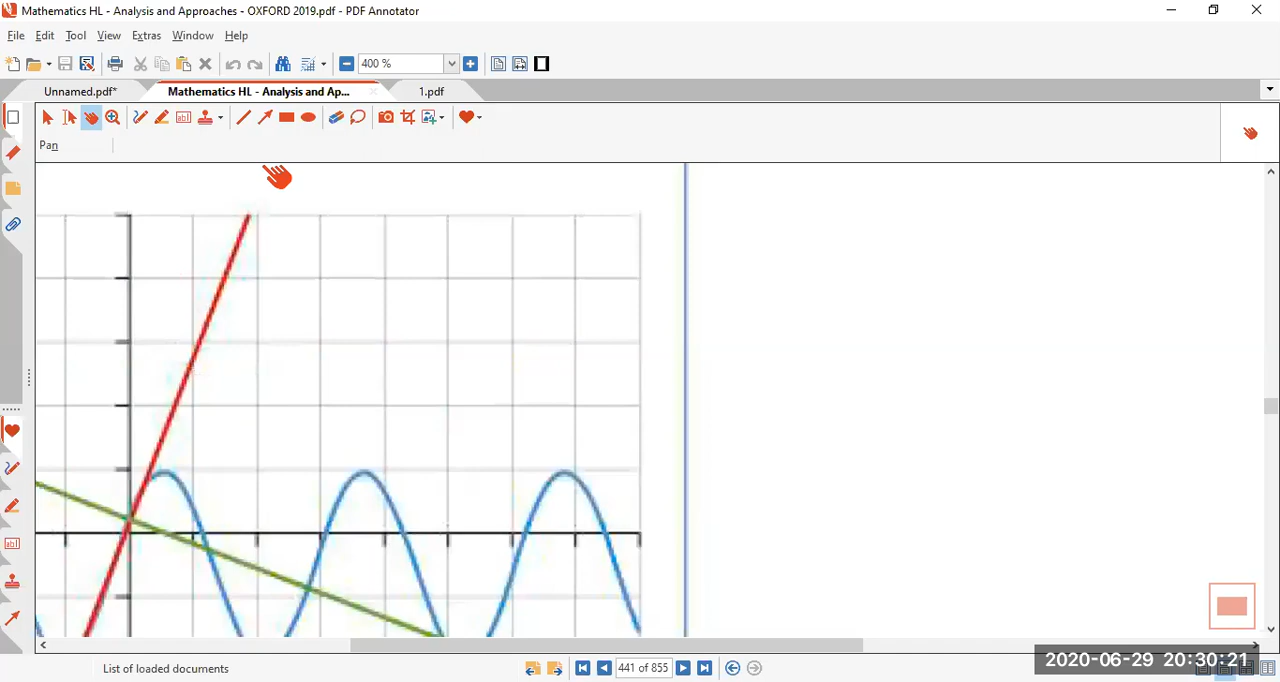 Mathematics HL - Analysis and Approaches - OXFORD 2019.pdf - PDF Annotator
File Edit Tool View Extras Window Help
400 %
Unnamed.pdf* Mathematics HL - Analysis and Ap... 1.pdf
Pan
List of loaded documents
441 of 855
2020-06-29 20:30:21